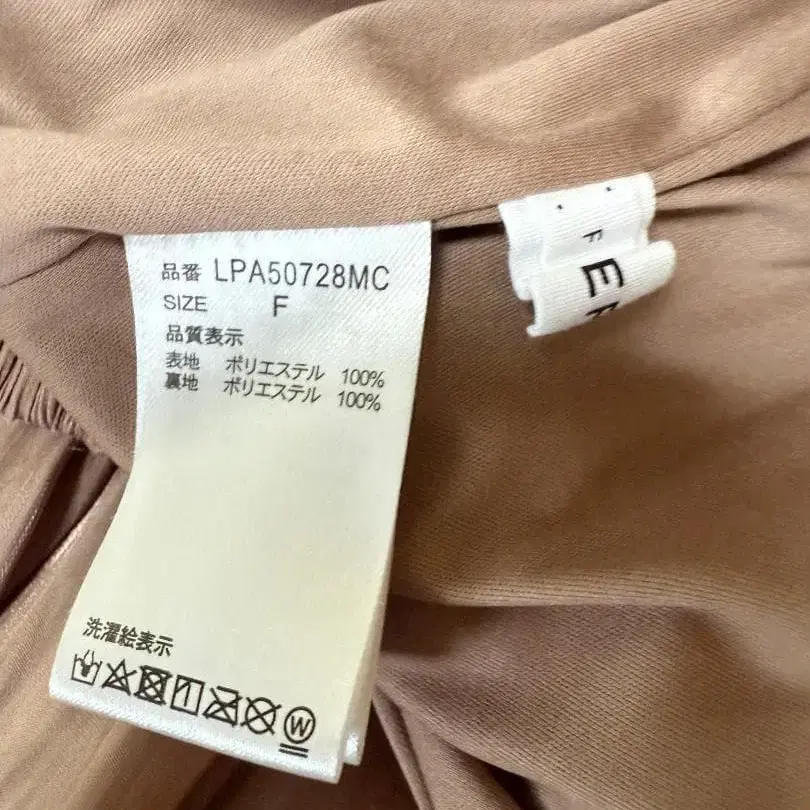 品番 LPA50728MC
SIZE F
品質表示
表地 ポリエステル 100%
裏地 ポリエステル 100%
洗濯絵表示
W
F